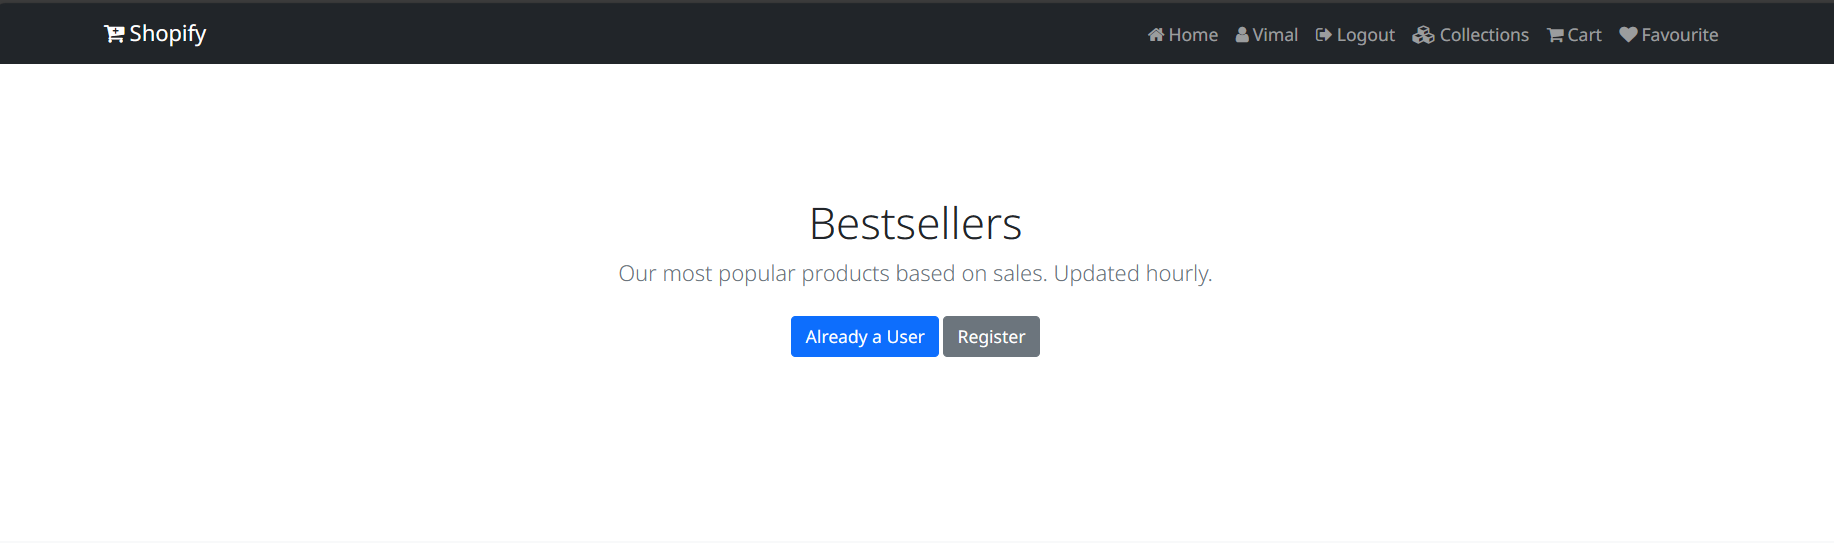 Shopify Home Vimal Logout Collections Cart Favourite
Bestsellers
Our most popular products based on sales. Updated hourly.
Already a User Register